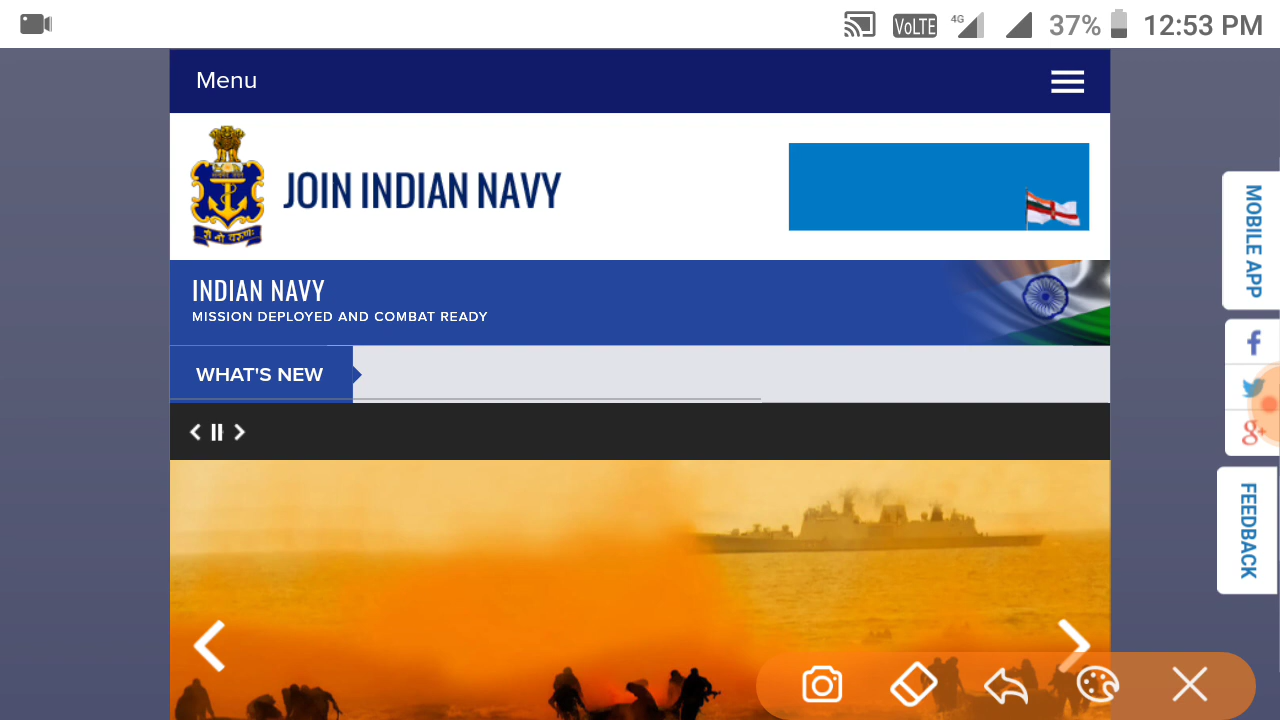 4G
VoLTE
37%
12:53 PM
Menu
शं नो वरुणः
JOIN INDIAN NAVY
INDIAN NAVY
MISSION DEPLOYED AND COMBAT READY
WHAT'S NEW
MOBILE APP
f
g+
FEEDBACK